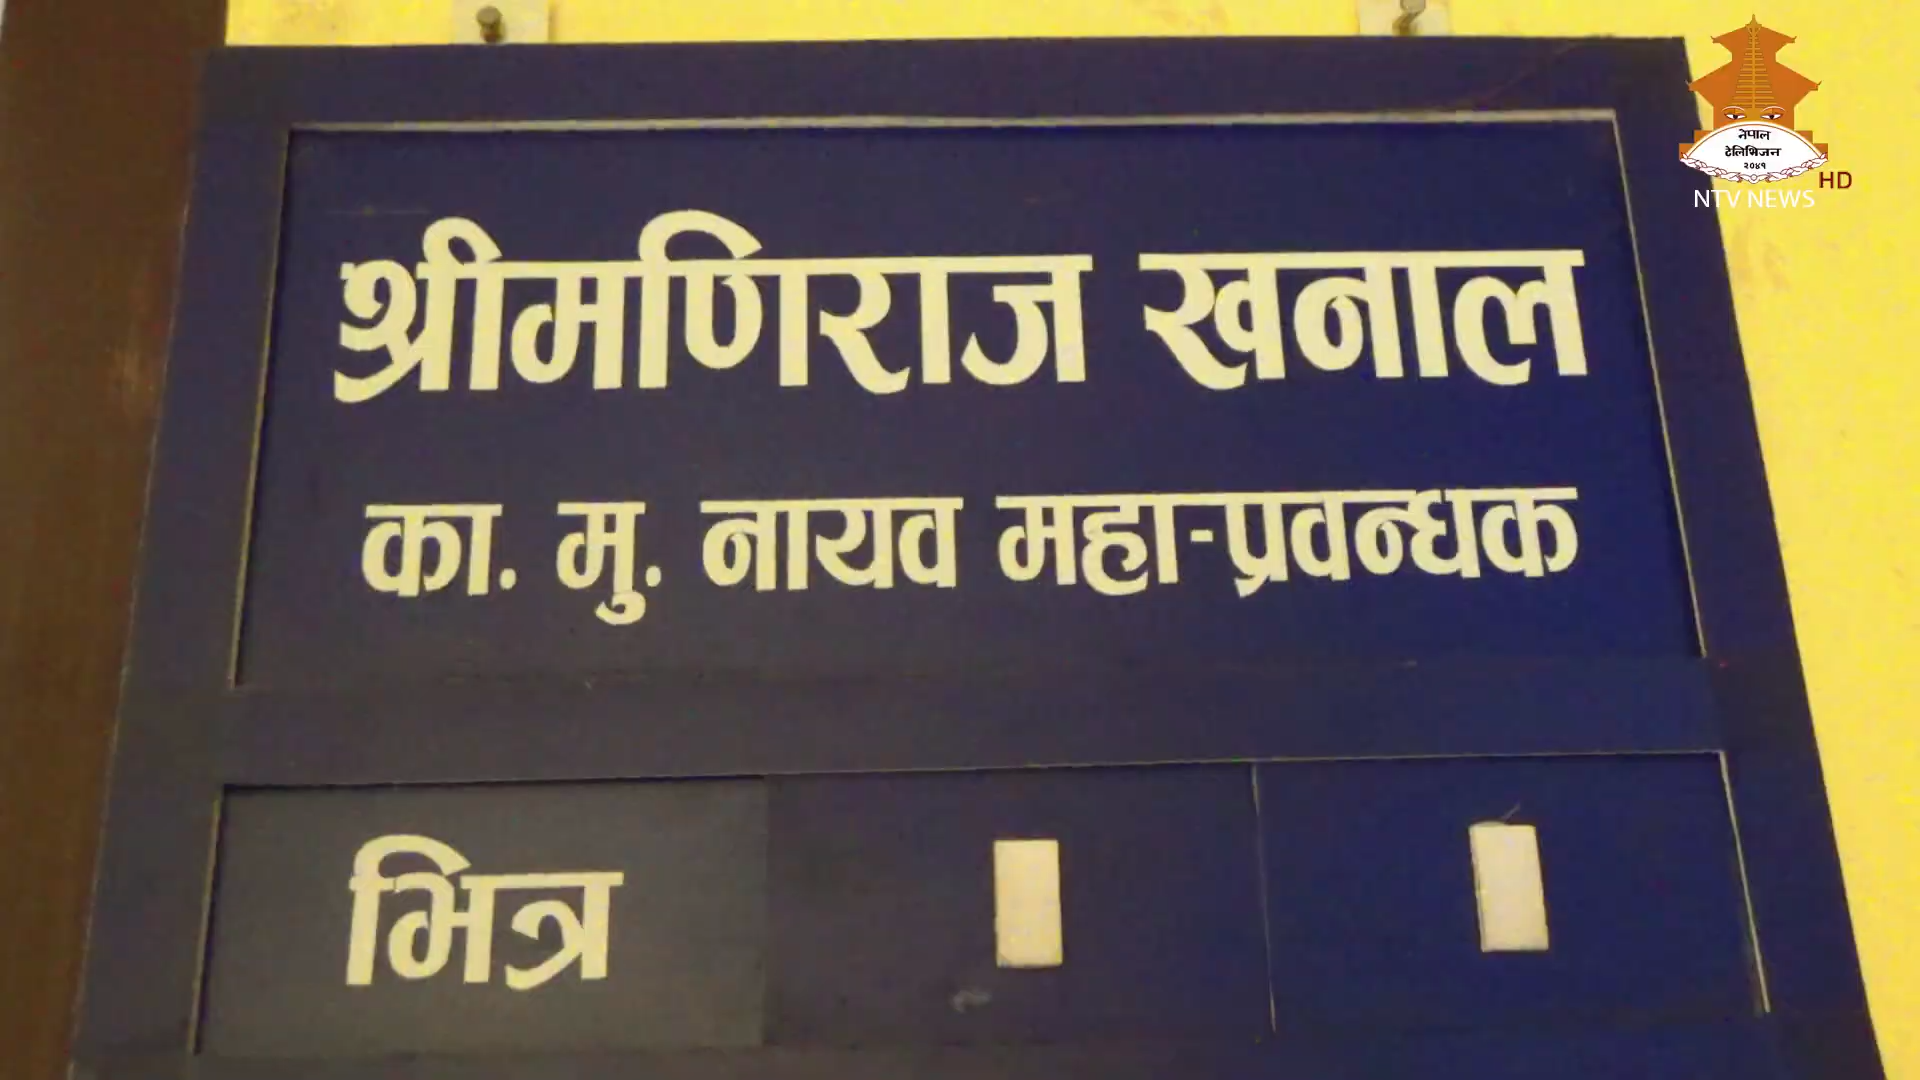 श्रीमणिराज खनाल
का. मु. नायव महा-प्रवन्धक
भित्र
नेपाल
टेलिभिजन
२०४१
HD
NTV NEWS